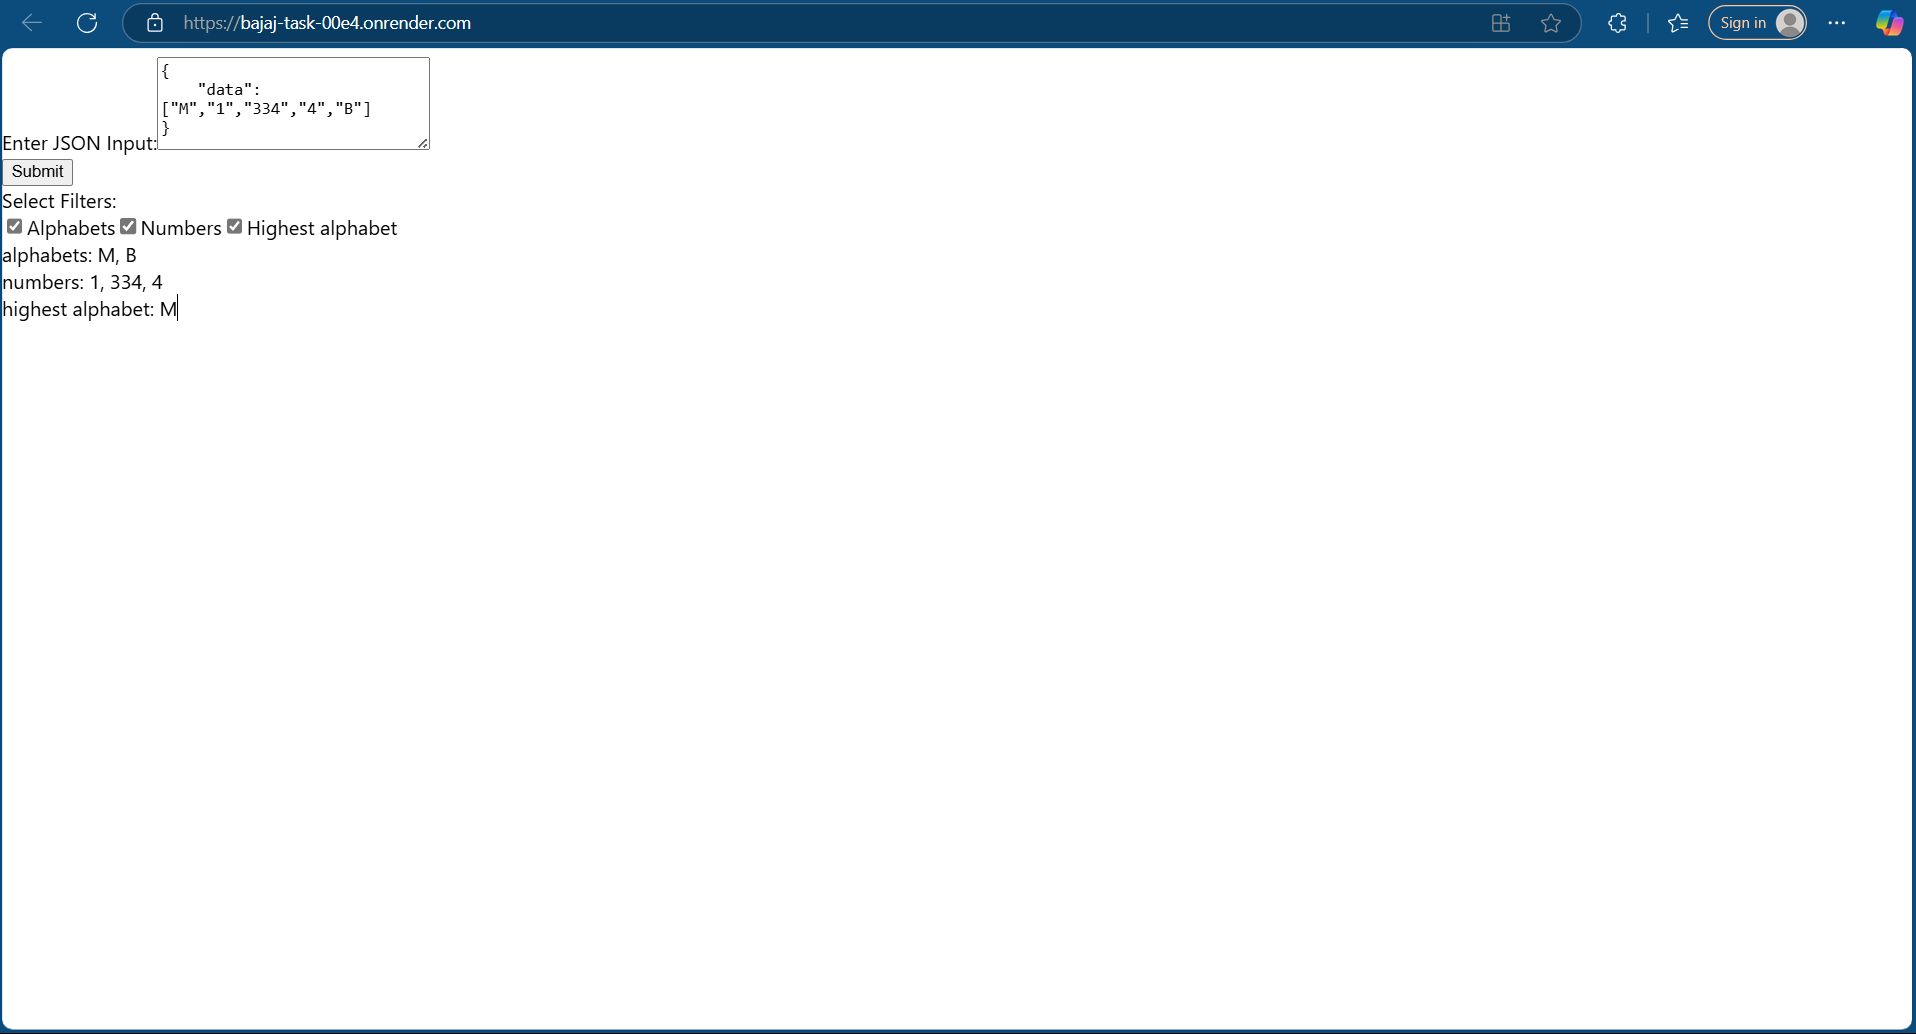 https://bajaj-task-00e4.onrender.com
Sign in
{
    "data":
["M","1","334","4","B"]
}
Enter JSON Input:
Submit
Select Filters:
Alphabets Numbers Highest alphabet
alphabets: M, B
numbers: 1, 334, 4
highest alphabet: M